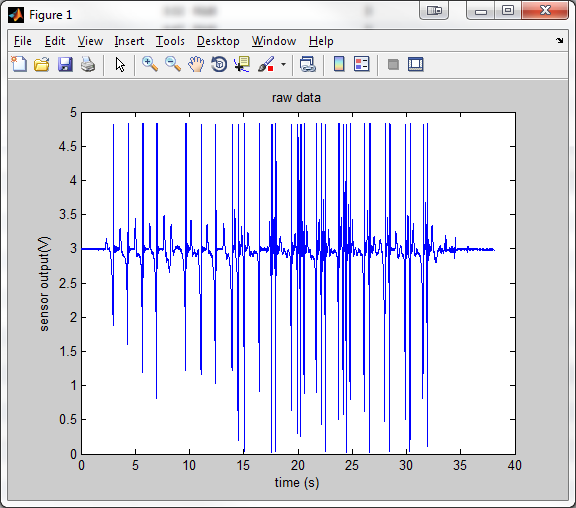 Figure 1
File Edit View Insert Tools Desktop Window Help
raw data
5
4.5
4
3.5
3
2.5
2
1.5
1
0.5
0
sensor output(V)
0 5 10 15 20 25 30 35 40
time (s)